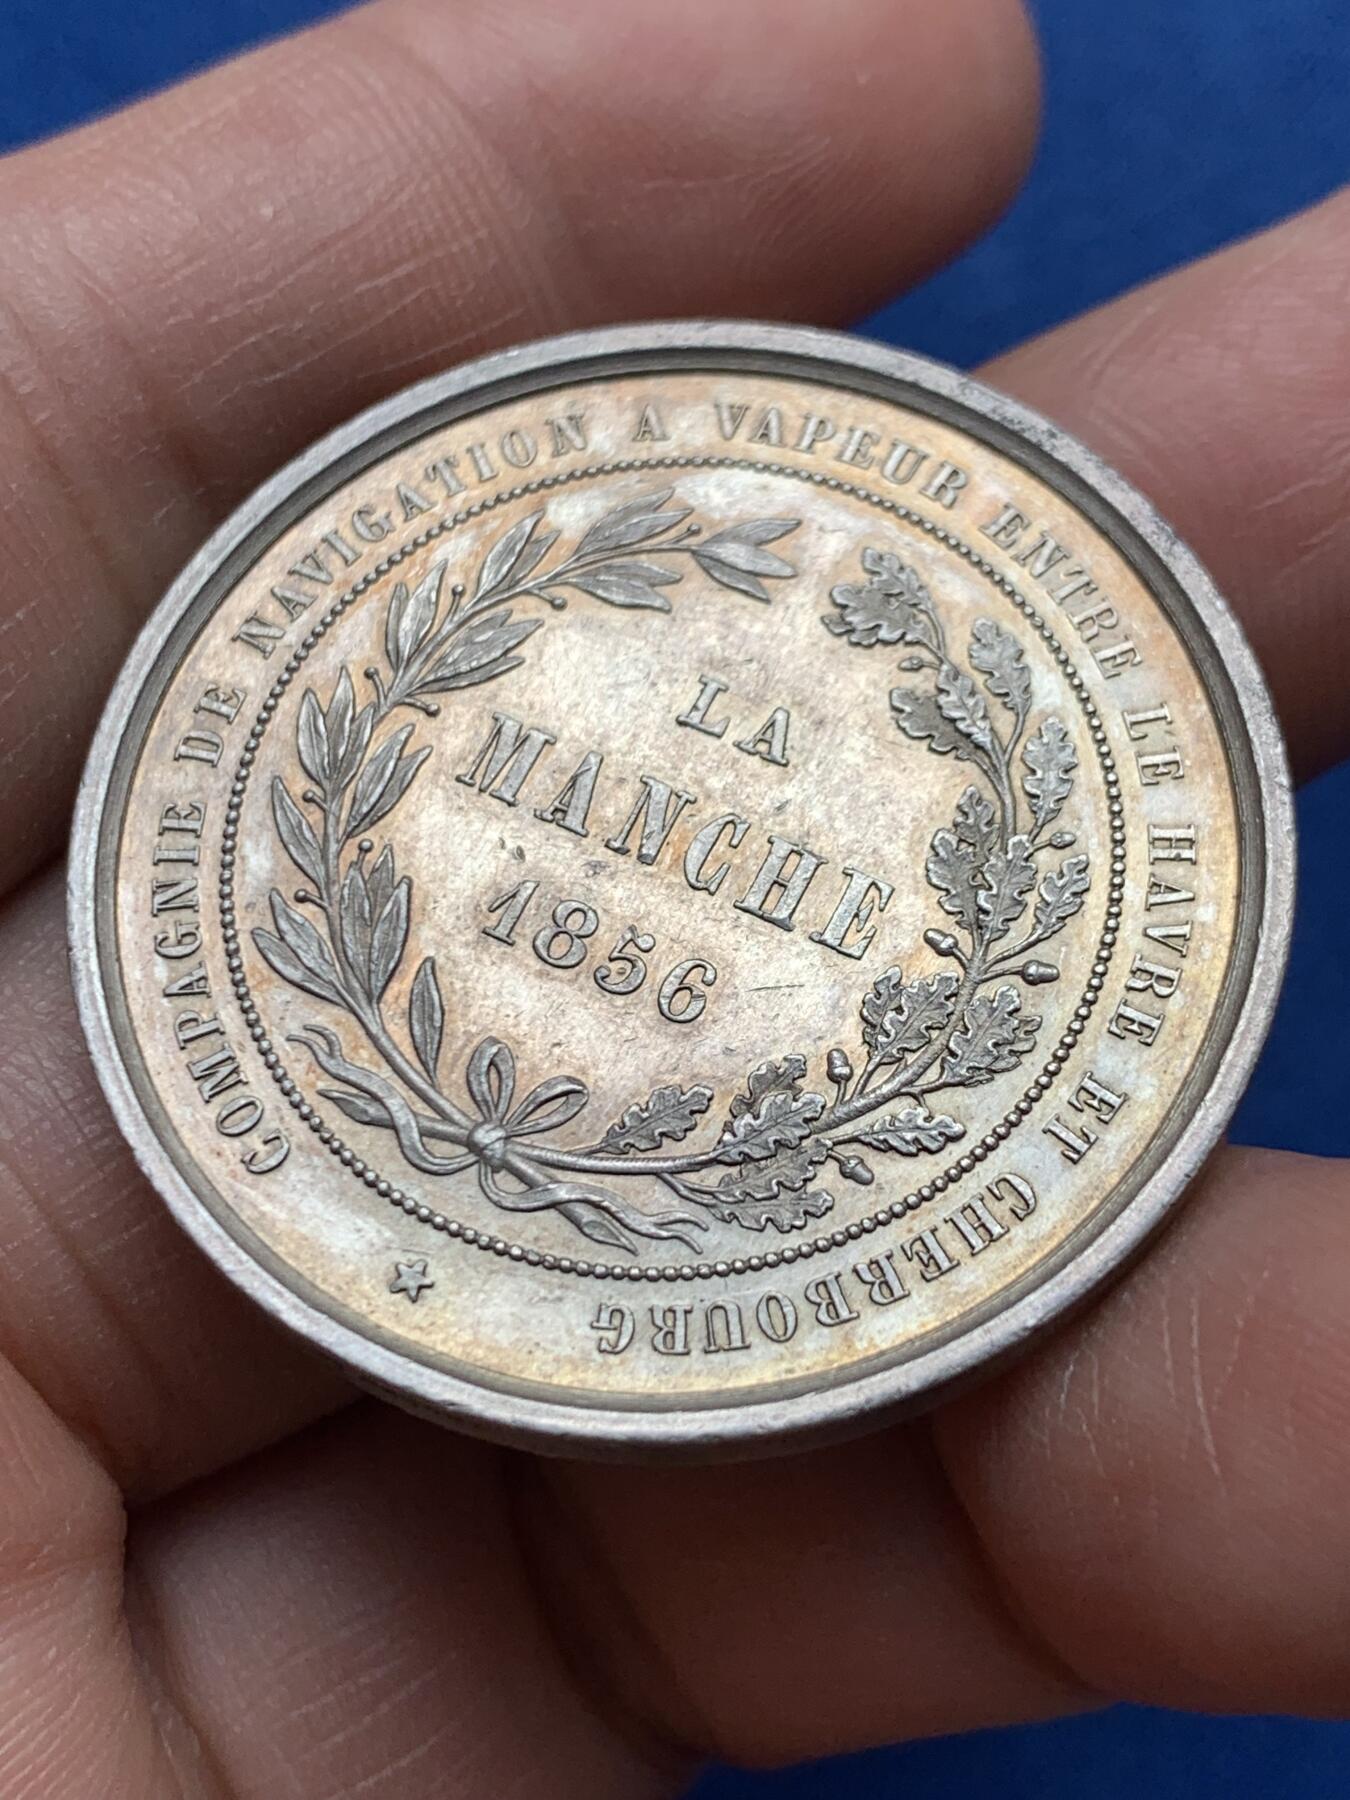 COMPAGNIE DE NAVIGATION A VAPEUR ENTRE LE HAVRE ET CHERBOURG
LA
MANCHE
1856